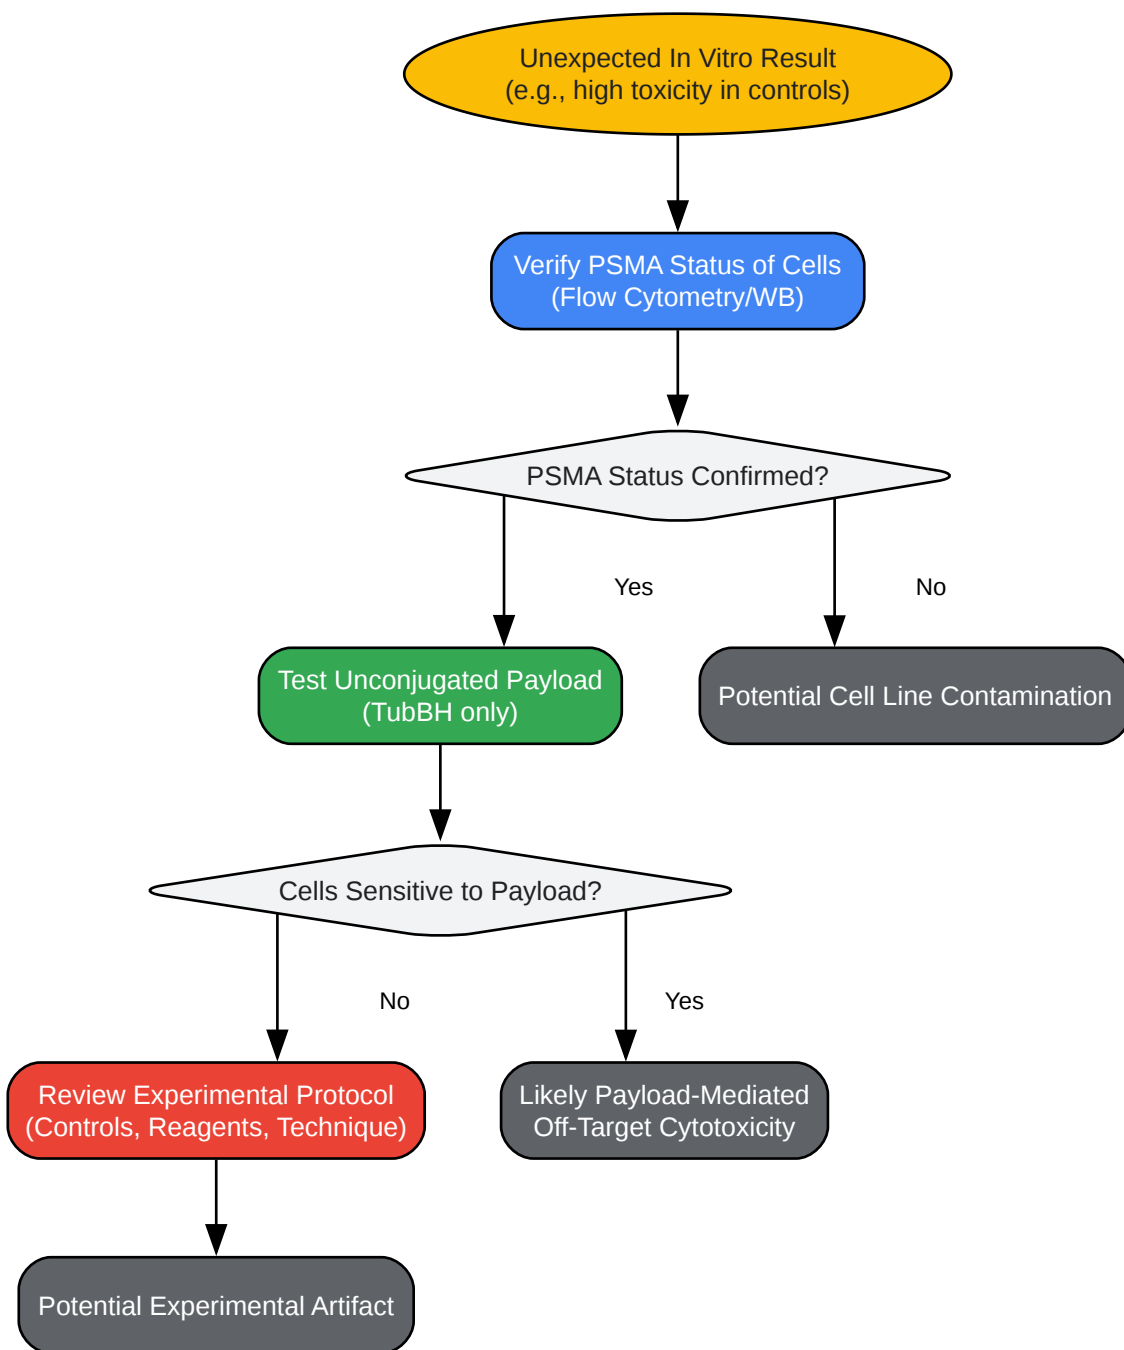 Unexpected In Vitro Result
(e.g., high toxicity in controls)
Verify PSMA Status of Cells
(Flow Cytometry/WB)
PSMA Status Confirmed?
Yes
No
Test Unconjugated Payload
(TubBH only)
Potential Cell Line Contamination
Cells Sensitive to Payload?
No
Yes
Review Experimental Protocol
(Controls, Reagents, Technique)
Likely Payload-Mediated
Off-Target Cytotoxicity
Potential Experimental Artifact